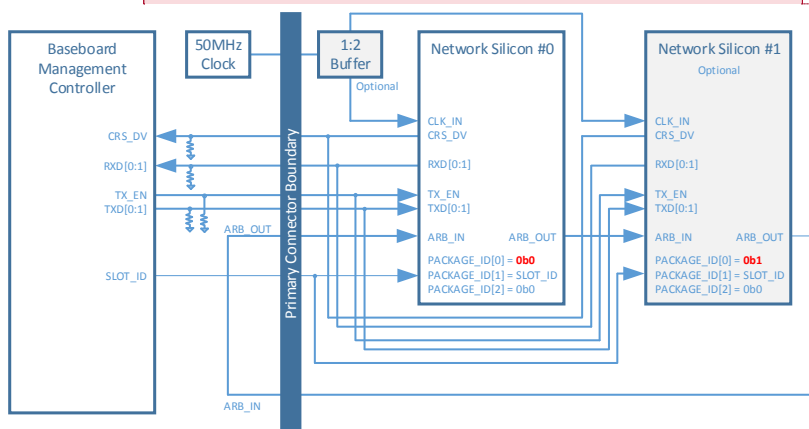 Baseboard
Management
Controller
50MHz
Clock
1:2
Buffer
Optional
Network Silicon #0
Network Silicon #1
Optional
Primary Connector Boundary
CRS_DV
RXD[0:1]
TX_EN
TXD[0:1]
SLOT_ID
ARB_OUT
ARB_IN
CLK_IN
CRS_DV
RXD[0:1]
TX_EN
TXD[0:1]
ARB_IN ARB_OUT
PACKAGE_ID[0] = 0b0
PACKAGE_ID[1] = SLOT_ID
PACKAGE_ID[2] = 0b0
CLK_IN
CRS_DV
RXD[0:1]
TX_EN
TXD[0:1]
ARB_IN ARB_OUT
PACKAGE_ID[0] = 0b1
PACKAGE_ID[1] = SLOT_ID
PACKAGE_ID[2] = 0b0